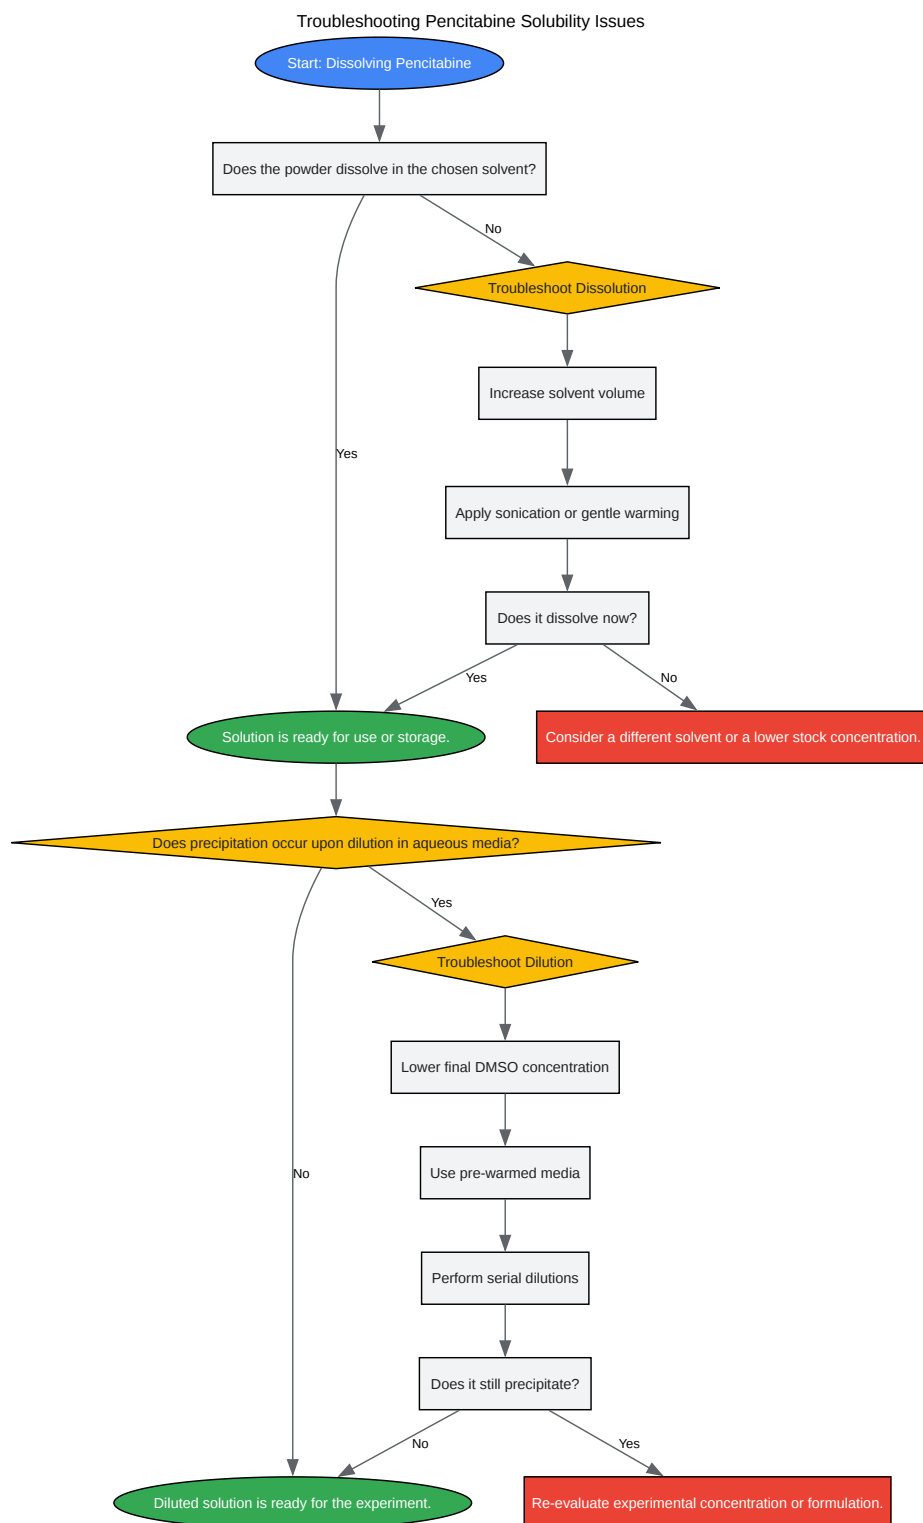 Troubleshooting Pencitabine Solubility Issues
Start: Dissolving Pencitabine
Does the powder dissolve in the chosen solvent?
No
Troubleshoot Dissolution
Increase solvent volume
Yes
Apply sonication or gentle warming
Does it dissolve now?
Yes
No
Solution is ready for use or storage.
Consider a different solvent or a lower stock concentration.
Does precipitation occur upon dilution in aqueous media?
Yes
Troubleshoot Dilution
Lower final DMSO concentration
No
Use pre-warmed media
Perform serial dilutions
Does it still precipitate?
No
Yes
Diluted solution is ready for the experiment.
Re-evaluate experimental concentration or formulation.